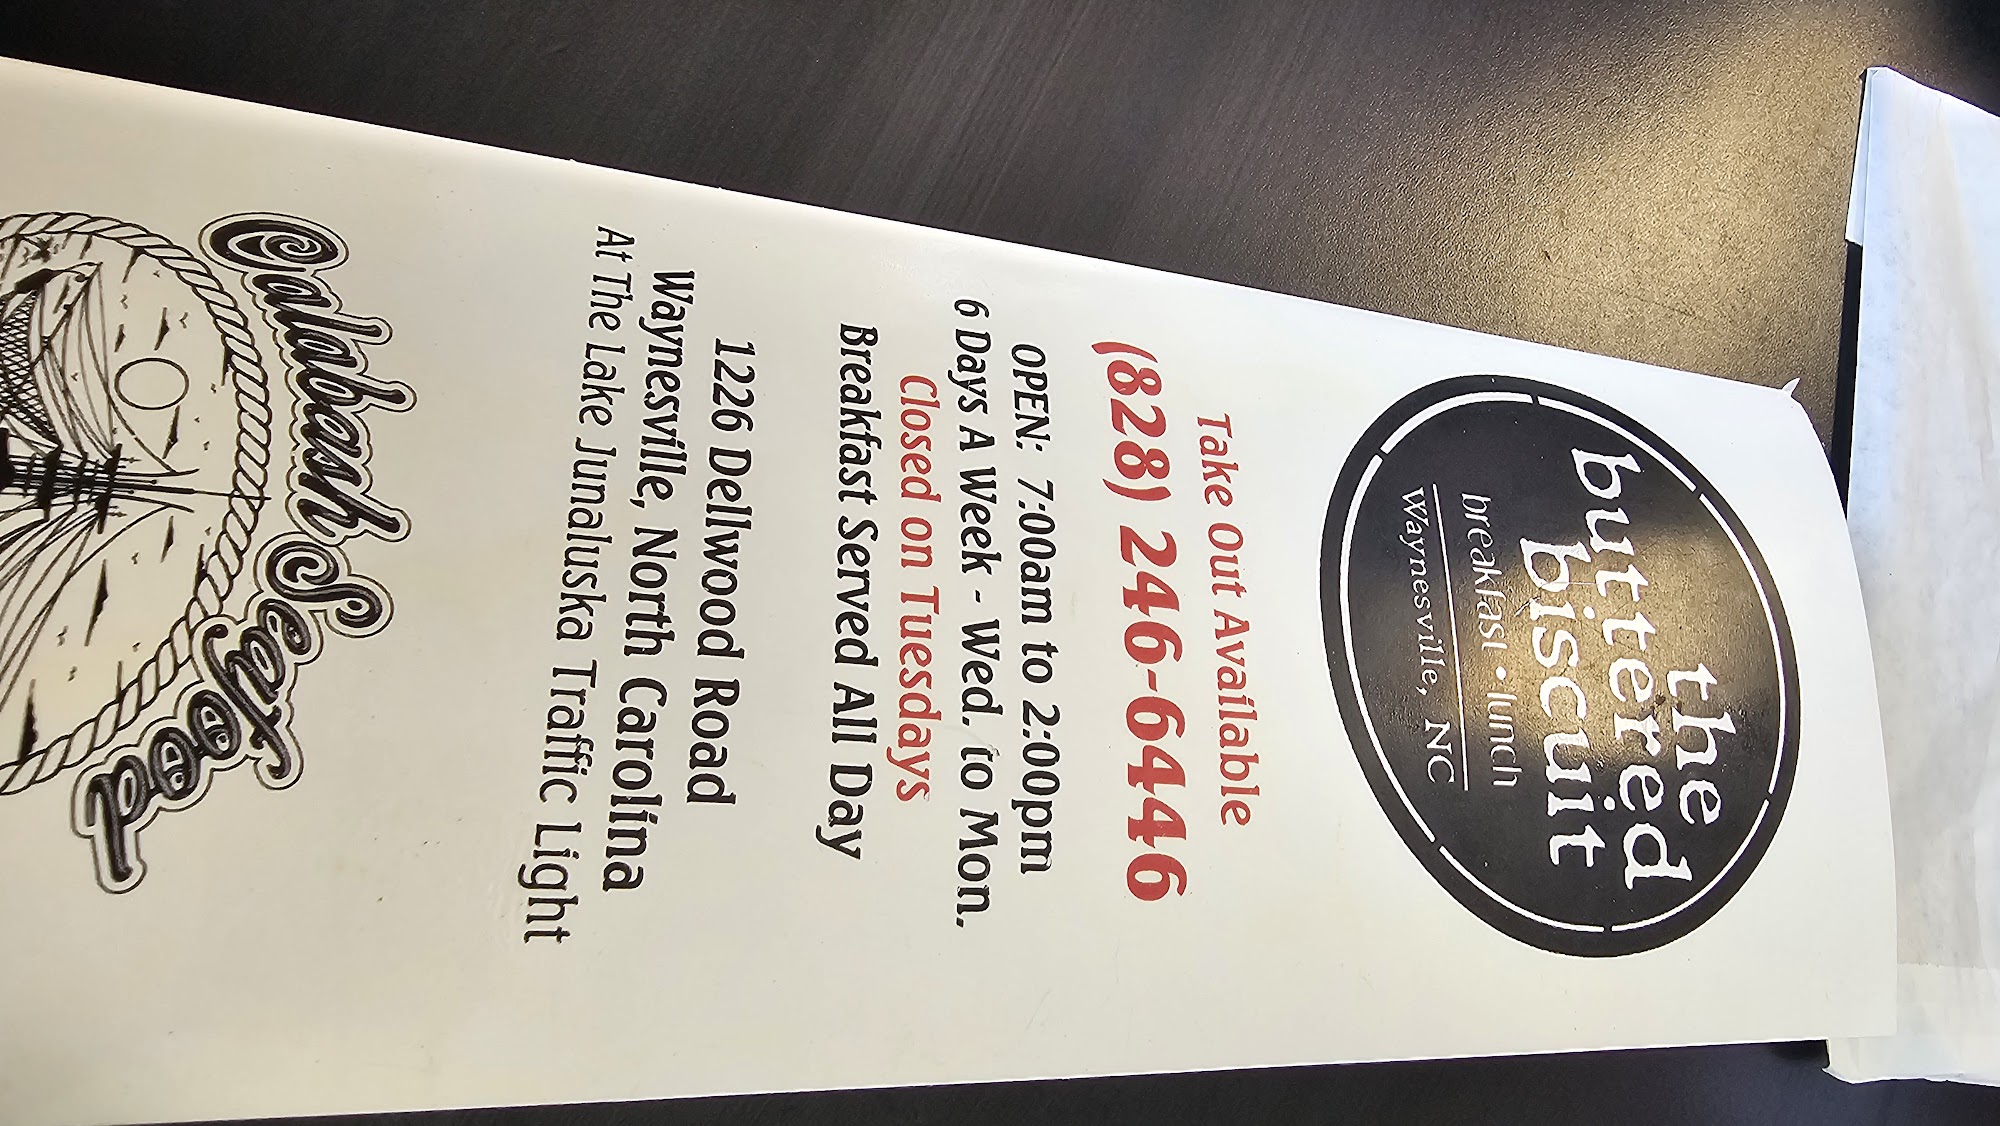 the
buttered
biscuit
breakfast • lunch
Waynesville, NC
Take Out Available
(828) 246-6446
OPEN: 7:00am to 2:00pm
6 Days A Week - Wed. to Mon.
Closed on Tuesdays
Breakfast Served All Day
1226 Dellwood Road
Waynesville, North Carolina
At The Lake Junaluska Traffic Light
Calabash Seafood